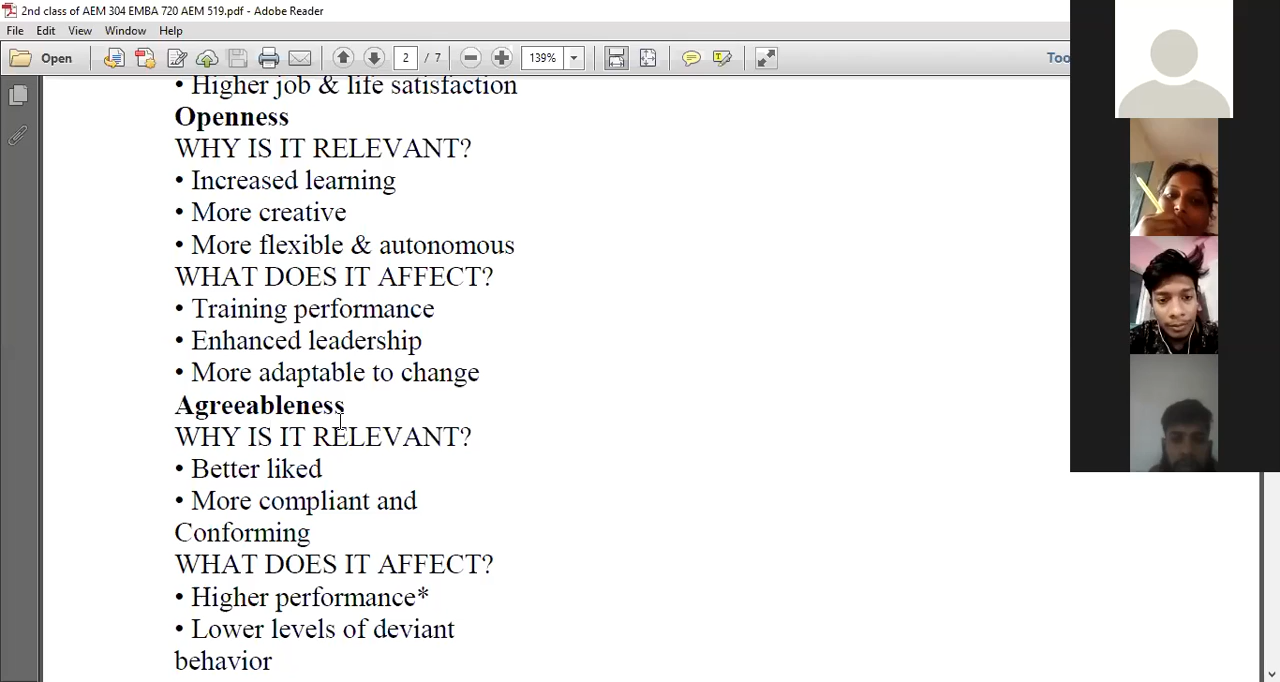 2nd class of AEM 304 EMBA 720 AEM 519.pdf - Adobe Reader
File Edit View Window Help
Open 2 / 7 139% Too
• Higher job & life satisfaction
Openness
WHY IS IT RELEVANT?
• Increased learning
• More creative
• More flexible & autonomous
WHAT DOES IT AFFECT?
• Training performance
• Enhanced leadership
• More adaptable to change
Agreeableness
WHY IS IT RELEVANT?
• Better liked
• More compliant and
Conforming
WHAT DOES IT AFFECT?
• Higher performance*
• Lower levels of deviant
behavior